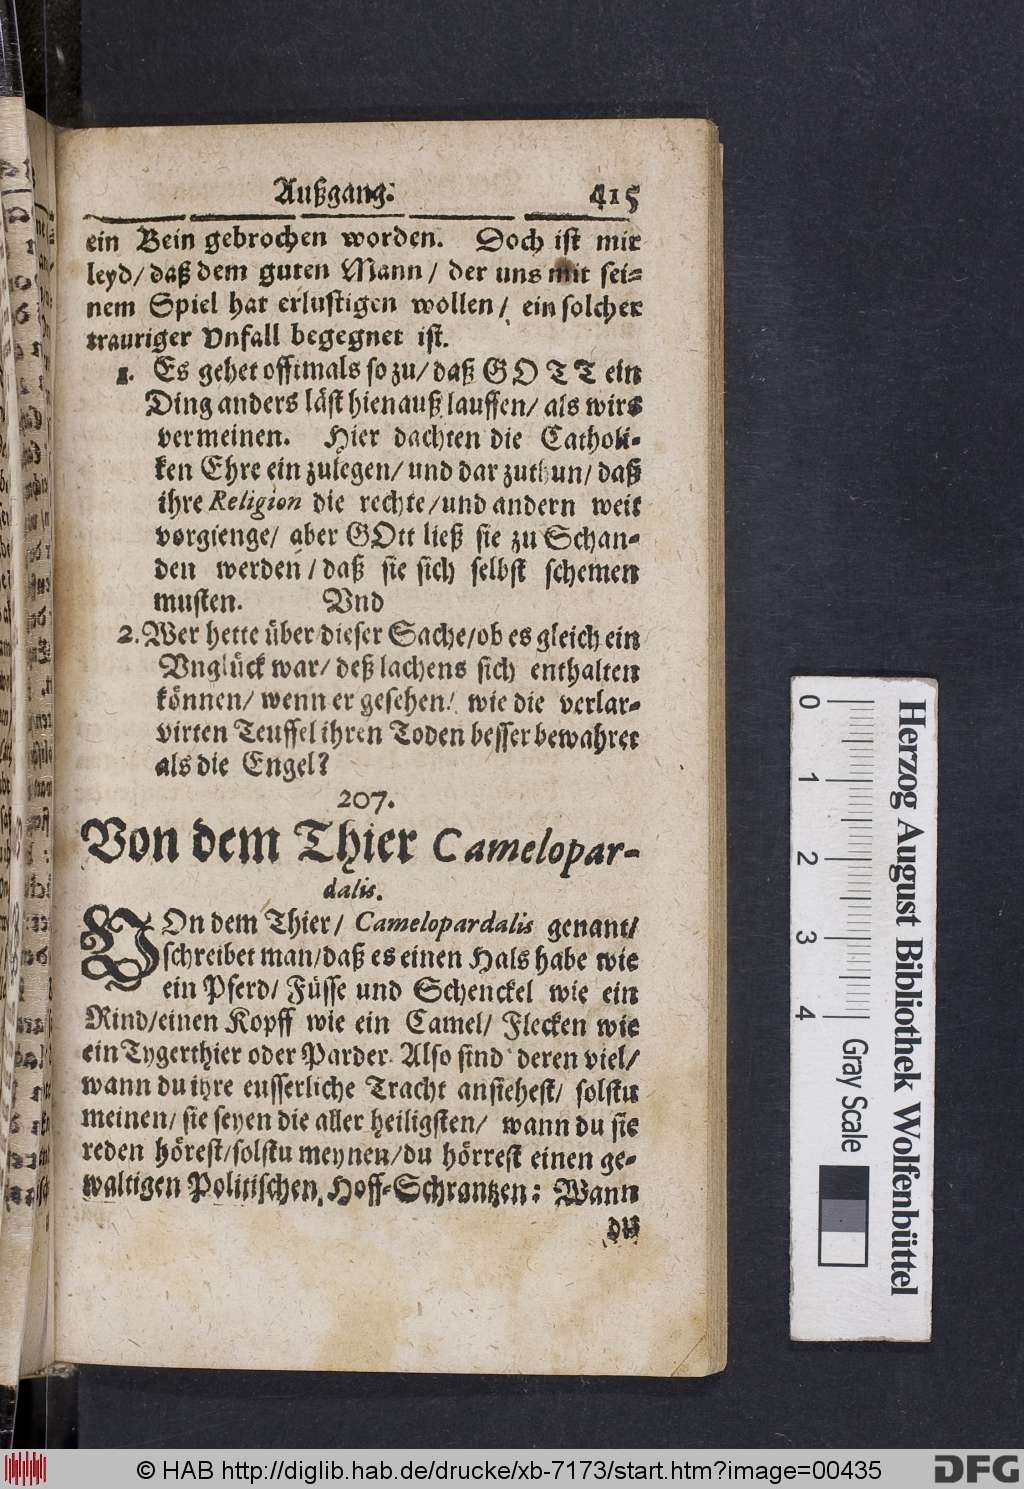 Außgang. 415
ein Bein gebrochen worden. Doch ist mir
leyd/ daß dem guten Mann/ der uns mit sei-
nem Spiel hat erlustigen wollen/ ein solcher
trauriger Vnfall begegnet ist.
1. Es gehet offtmals so zu/ daß GOTT ein
Ding anders läst hienauß lauffen/ als wirs
vermeinen. Hier dachten die Catholi-
ken Ehre ein zulegen/ und dar zuthun/ daß
ihre Religion die rechte/ und andern weit
vorgienge/ aber GOtt ließ sie zu Schan-
den werden/ daß sie sich selbst schemen
musten. Vnd
2. Wer hette über dieser Sache/ ob es gleich ein
Vnglück war/ deß lachens sich enthalten
können/ wenn er gesehen/ wie die verlar-
virten Teuffel ihren Toden besser bewahret
als die Engel?
207.
Von dem Thier Camelopar-
dalis.
VOn dem Thier/ Camelopardalis genant/
schreibet man/ daß es einen Hals habe wie
ein Pferd/ Füsse und Schenckel wie ein
Rind/ einen Kopff wie ein Camel/ Flecken wie
ein Tygerthier oder Parder. Also sind deren viel/
wann du ihre eusserliche Tracht ansiehest/ solstu
meinen/ sie seyen die aller heiligsten/ wann du sie
reden hörest/ solstu meynen/ du hörrest einen ge-
waltigen Politischen Hoff-Schrantzen: Wann
du
Herzog August Bibliothek Wolfenbüttel
0 1 2 3 4 Gray Scale
© HAB http://diglib.hab.de/drucke/xb-7173/start.htm?image=00435
DFG